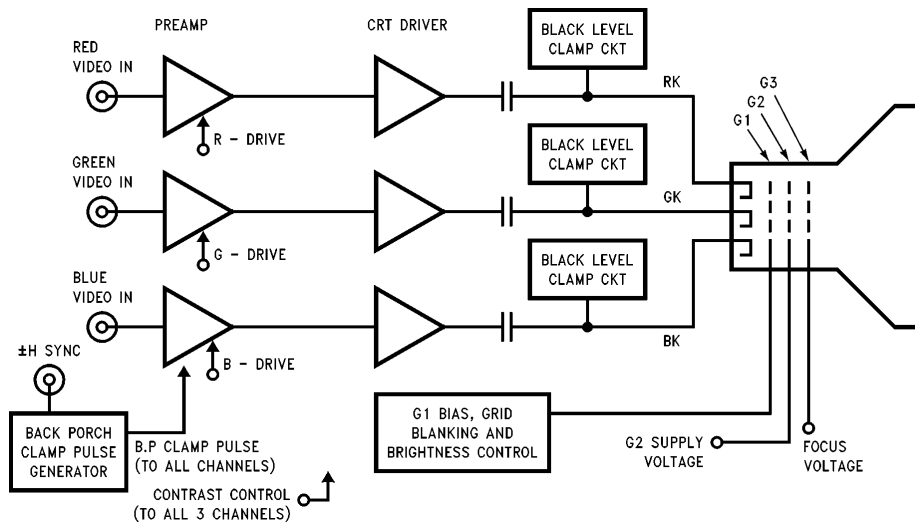 PREAMP
CRT DRIVER
BLACK LEVEL
CLAMP CKT
RED
VIDEO IN
RK
G3
G2
G1
R - DRIVE
GREEN
VIDEO IN
BLACK LEVEL
CLAMP CKT
GK
G - DRIVE
BLUE
VIDEO IN
BLACK LEVEL
CLAMP CKT
BK
±H SYNC
B - DRIVE
BACK PORCH
CLAMP PULSE
GENERATOR
B.P CLAMP PULSE
(TO ALL CHANNELS)
G1 BIAS, GRID
BLANKING AND
BRIGHTNESS CONTROL
G2 SUPPLY
VOLTAGE
FOCUS
VOLTAGE
CONTRAST CONTROL
(TO ALL 3 CHANNELS)